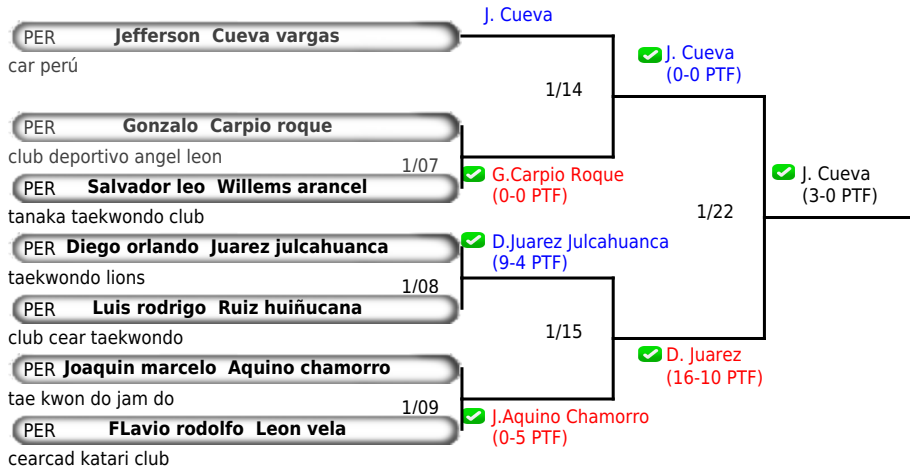 J. Cueva
PER Jefferson Cueva vargas
car perú
J. Cueva
(0-0 PTF)
1/14
PER Gonzalo Carpio roque
club deportivo angel leon
1/07
G.Carpio Roque
(0-0 PTF)
PER Salvador leo Willems arancel
tanaka taekwondo club
J. Cueva
(3-0 PTF)
1/22
PER Diego orlando Juarez julcahuanca
taekwondo lions
D.Juarez Julcahuanca
(9-4 PTF)
1/08
PER Luis rodrigo Ruiz huiñucana
club cear taekwondo
1/15
D. Juarez
(16-10 PTF)
PER Joaquin marcelo Aquino chamorro
tae kwon do jam do
1/09
J.Aquino Chamorro
(0-5 PTF)
PER FLavio rodolfo Leon vela
cearcad katari club